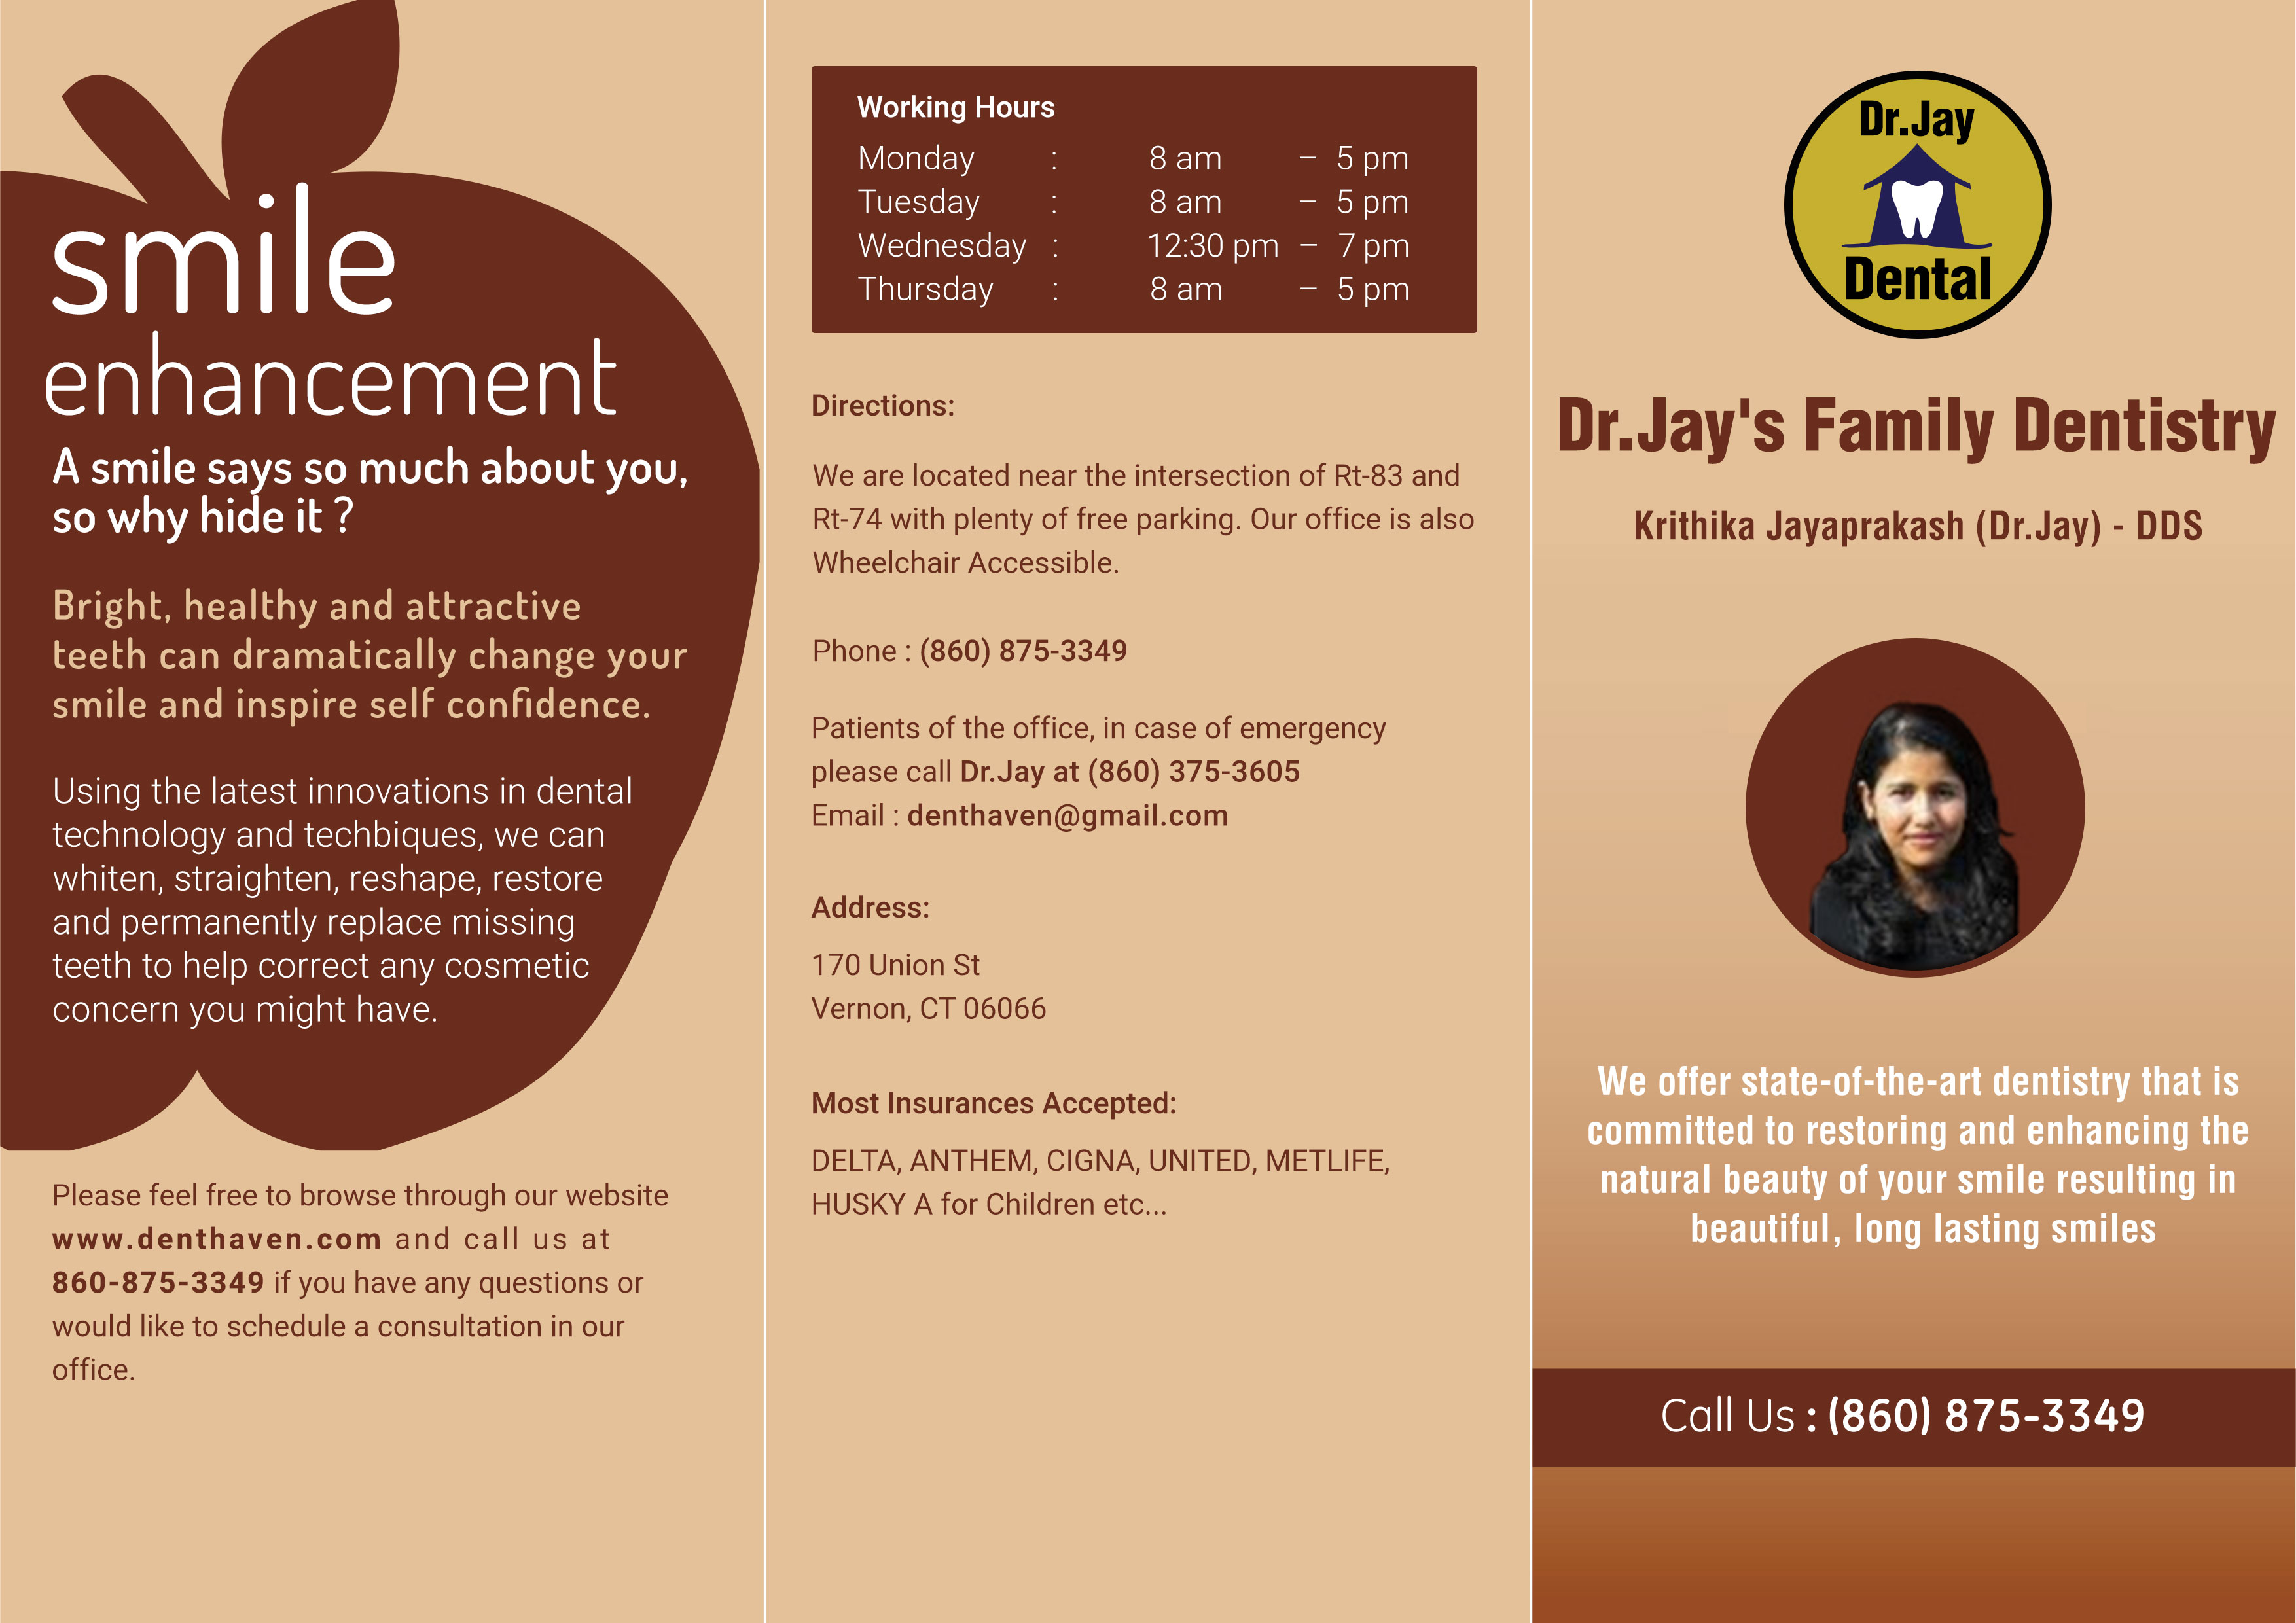 smile
enhancement
A smile says so much about you,
so why hide it ?
Bright, healthy and attractive
teeth can dramatically change your
smile and inspire self confidence.
Using the latest innovations in dental
technology and techbiques, we can
whiten, straighten, reshape, restore
and permanently replace missing
teeth to help correct any cosmetic
concern you might have.
Please feel free to browse through our website
www.denthaven.com and call us at
860-875-3349 if you have any questions or
would like to schedule a consultation in our
office.
Working Hours
Monday : 8 am – 5 pm
Tuesday : 8 am – 5 pm
Wednesday : 12:30 pm – 7 pm
Thursday : 8 am – 5 pm
Directions:
We are located near the intersection of Rt-83 and
Rt-74 with plenty of free parking. Our office is also
Wheelchair Accessible.
Phone : (860) 875-3349
Patients of the office, in case of emergency
please call Dr.Jay at (860) 375-3605
Email : denthaven@gmail.com
Address:
170 Union St
Vernon, CT 06066
Most Insurances Accepted:
DELTA, ANTHEM, CIGNA, UNITED, METLIFE,
HUSKY A for Children etc...
Dr.Jay
Dental
Dr.Jay's Family Dentistry
Krithika Jayaprakash (Dr.Jay) - DDS
We offer state-of-the-art dentistry that is
committed to restoring and enhancing the
natural beauty of your smile resulting in
beautiful, long lasting smiles
Call Us : (860) 875-3349